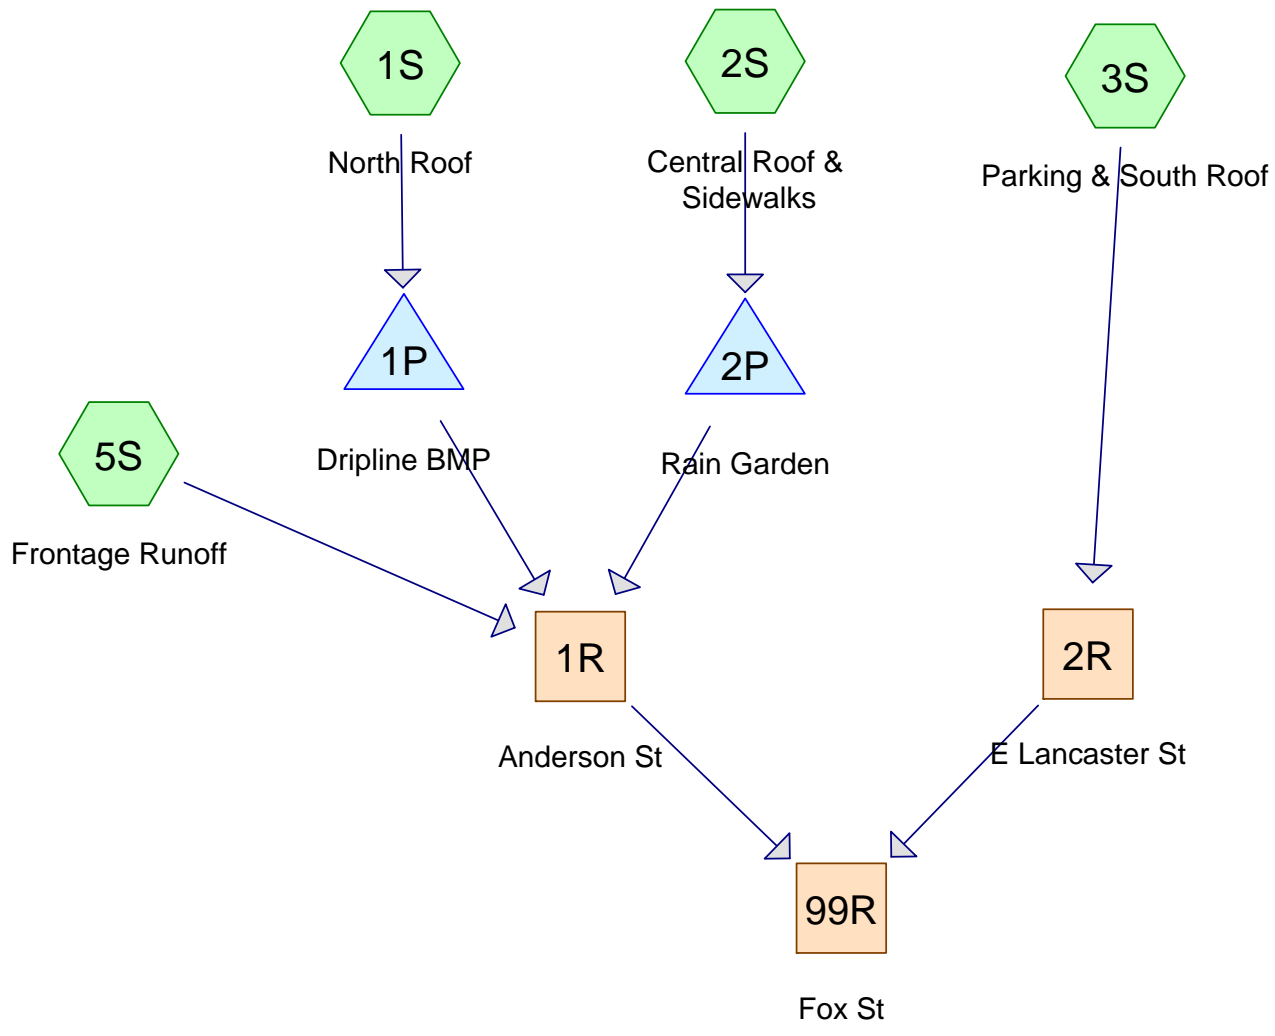 1S
North Roof
2S
Central Roof &
Sidewalks
3S
Parking & South Roof
1P
Dripline BMP
2P
Rain Garden
5S
Frontage Runoff
1R
Anderson St
2R
E Lancaster St
99R
Fox St